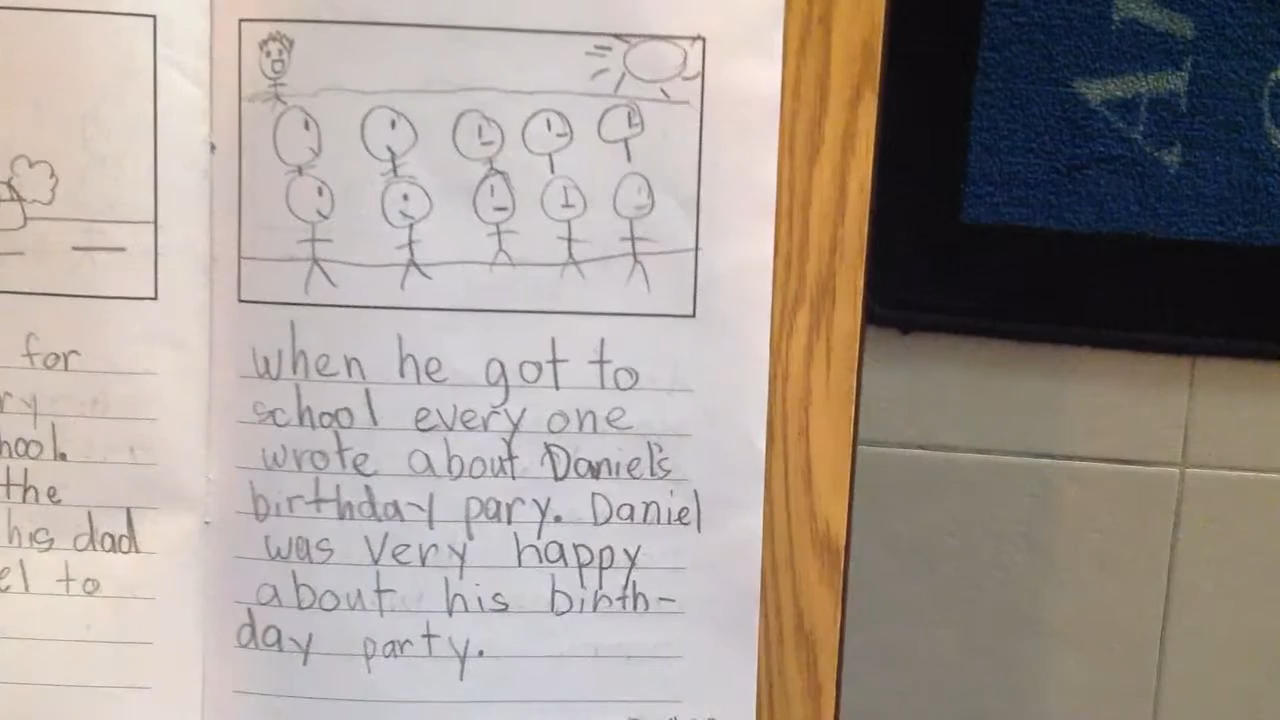 for
ry
hool.
the
his dad
el to
when he got to
school every one
wrote about Daniel's
birthday pary. Daniel
was very happy
about his birth-
day party.
A